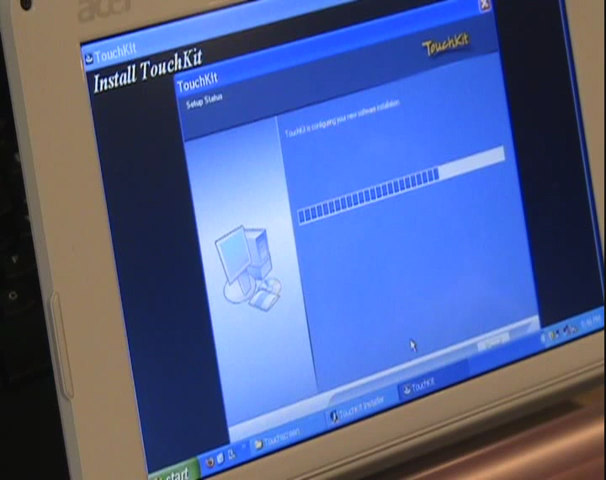 acer
TouchKit
Install TouchKit
TouchKit
TouchKit
Setup Status
TouchKit is configuring your new software installation.
start
Touchscreen
TouchKit Installer
TouchKit